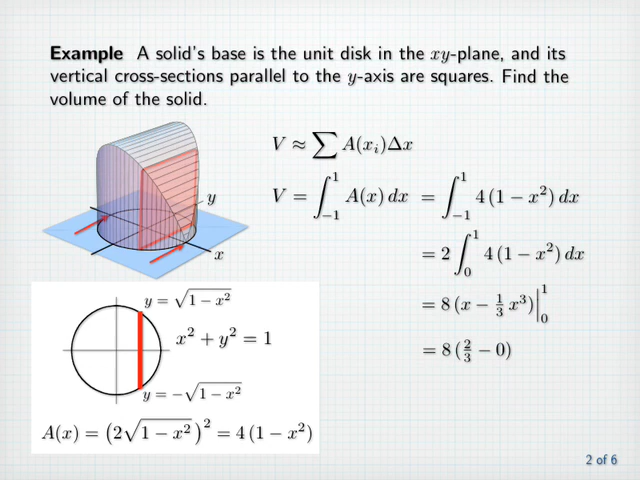 Example A solid's base is the unit disk in the xy-plane, and its
vertical cross-sections parallel to the y-axis are squares. Find the
volume of the solid.
V ≈ ∑ A(xᵢ)Δx
V = ∫₋₁¹ A(x) dx = ∫₋₁¹ 4(1 − x²) dx
= 2 ∫₀¹ 4(1 − x²) dx
= 8(x − ⅓ x³)|₀¹
= 8(⅔ − 0)
y
x
y = √(1 − x²)
x² + y² = 1
y = −√(1 − x²)
A(x) = (2√(1 − x²))² = 4(1 − x²)
2 of 6